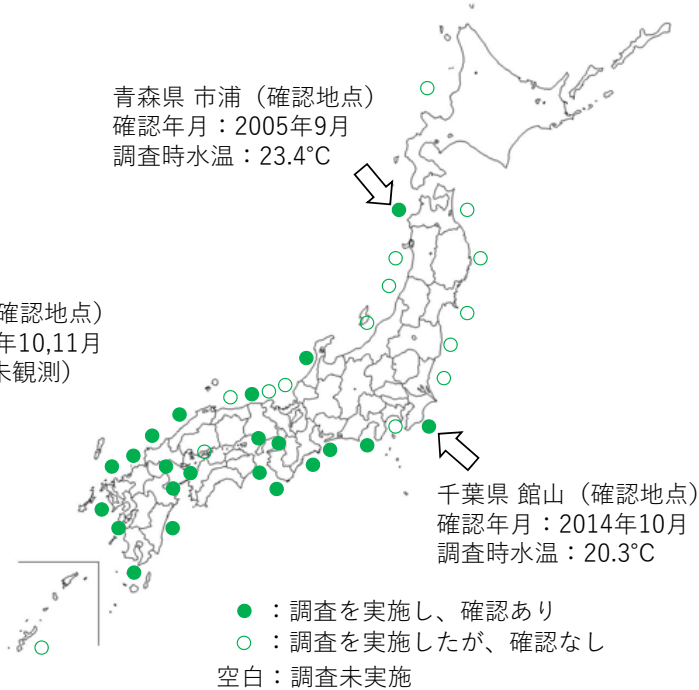 青森県 市浦（確認地点）
確認年月：2005年9月
調査時水温：23.4℃
確認地点）
年10,11月
未観測）
千葉県 館山（確認地点）
確認年月：2014年10月
調査時水温：20.3℃
●：調査を実施し、確認あり
○：調査を実施したが、確認なし
空白：調査未実施